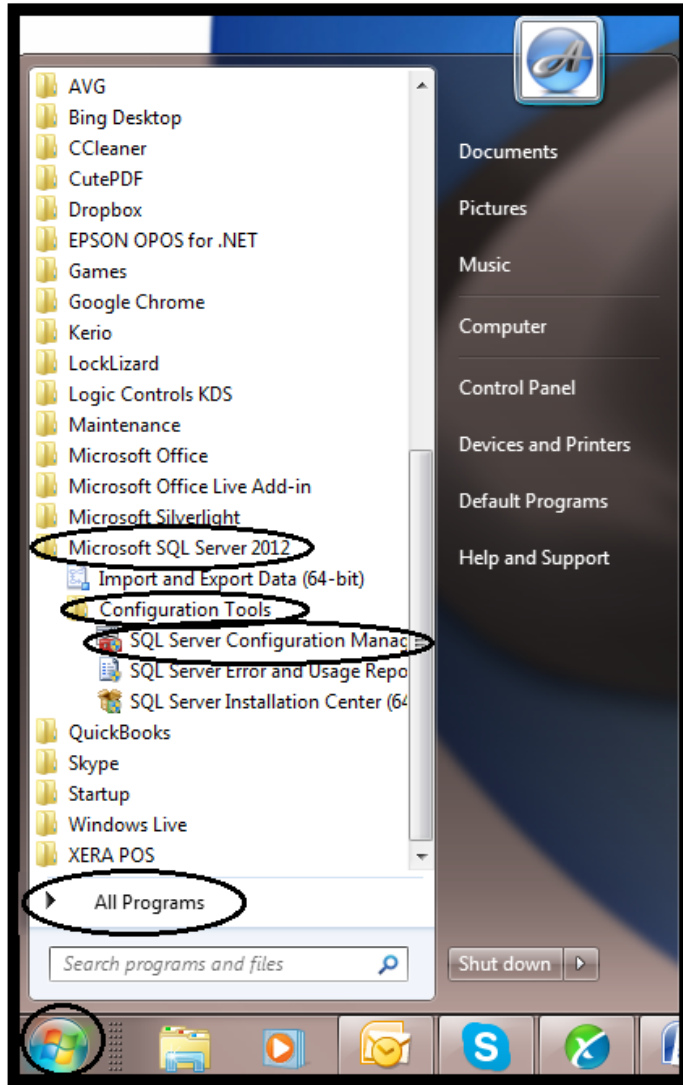 AVG
Bing Desktop
CCleaner
CutePDF
Dropbox
EPSON OPOS for .NET
Games
Google Chrome
Kerio
LockLizard
Logic Controls KDS
Maintenance
Microsoft Office
Microsoft Office Live Add-in
Microsoft Silverlight
Microsoft SQL Server 2012
Import and Export Data (64-bit)
Configuration Tools
SQL Server Configuration Manag
SQL Server Error and Usage Repo
SQL Server Installation Center (64
QuickBooks
Skype
Startup
Windows Live
XERA POS
All Programs
Search programs and files
Documents
Pictures
Music
Computer
Control Panel
Devices and Printers
Default Programs
Help and Support
Shut down